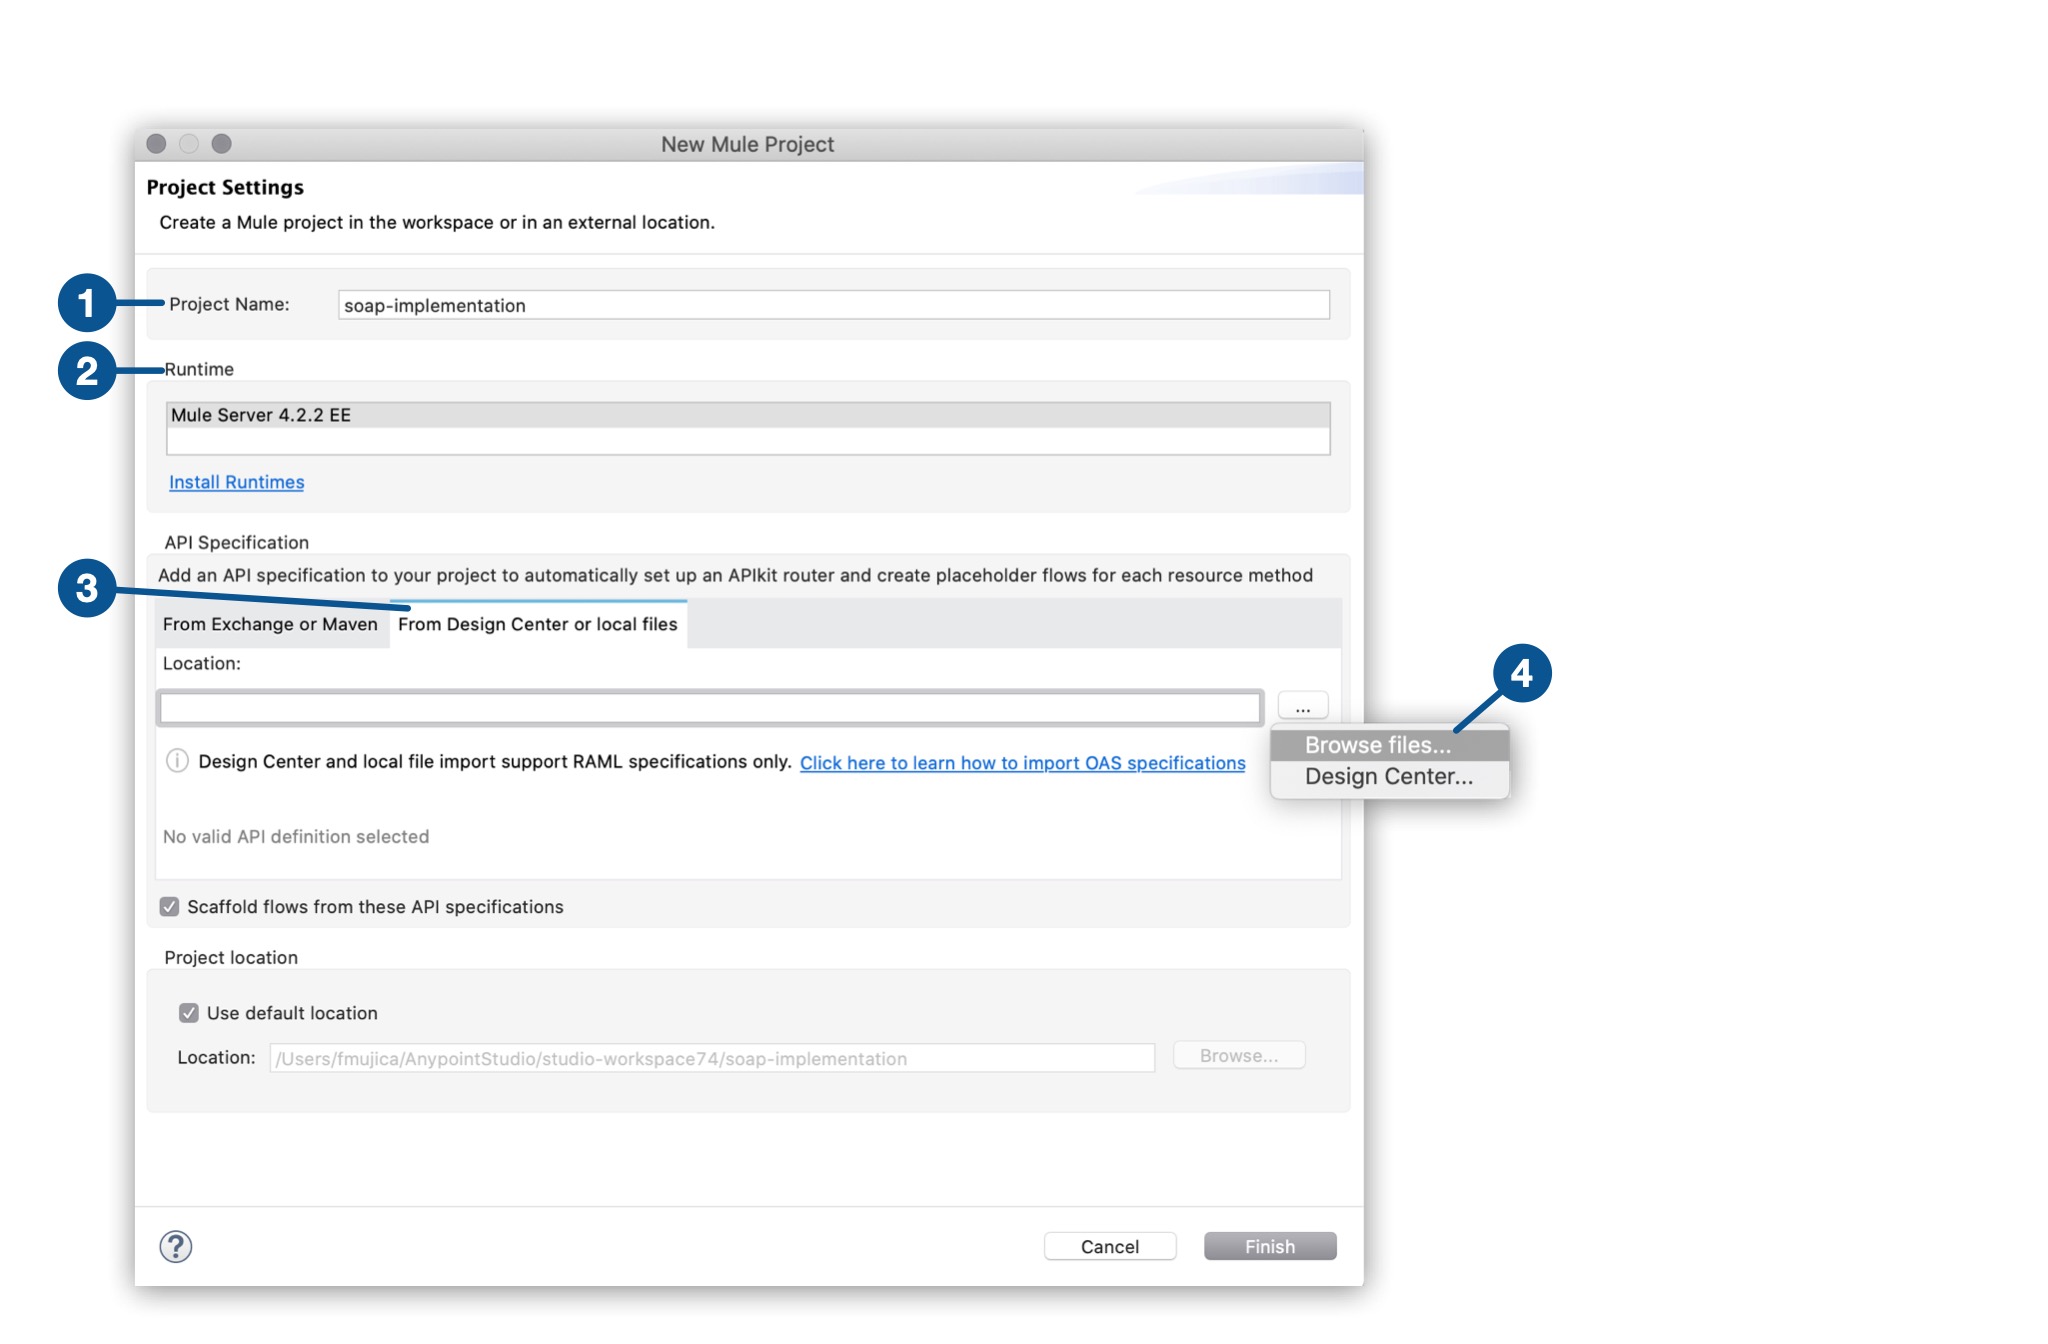 New Mule Project
Project Settings
Create a Mule project in the workspace or in an external location.
1
Project Name: soap-implementation
2
Runtime
Mule Server 4.2.2 EE
Install Runtimes
API Specification
3
Add an API specification to your project to automatically set up an APIkit router and create placeholder flows for each resource method
From Exchange or Maven From Design Center or local files
Location:
4
...
Browse files...
Design Center...
Design Center and local file import support RAML specifications only. Click here to learn how to import OAS specifications
No valid API definition selected
Scaffold flows from these API specifications
Project location
Use default location
Location: /Users/fmujica/AnypointStudio/studio-workspace74/soap-implementation Browse...
? Cancel Finish